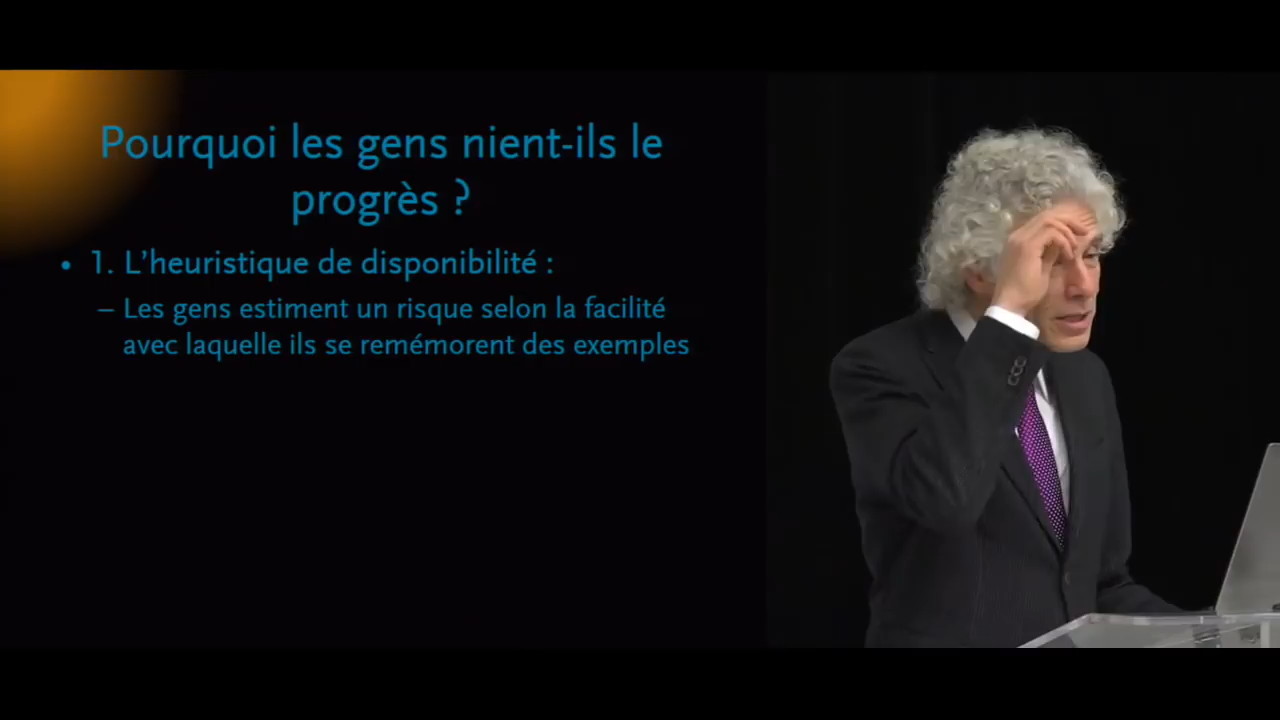 Pourquoi les gens nient-ils le
progrès ?
• 1. L'heuristique de disponibilité :
– Les gens estiment un risque selon la facilité
avec laquelle ils se remémorent des exemples